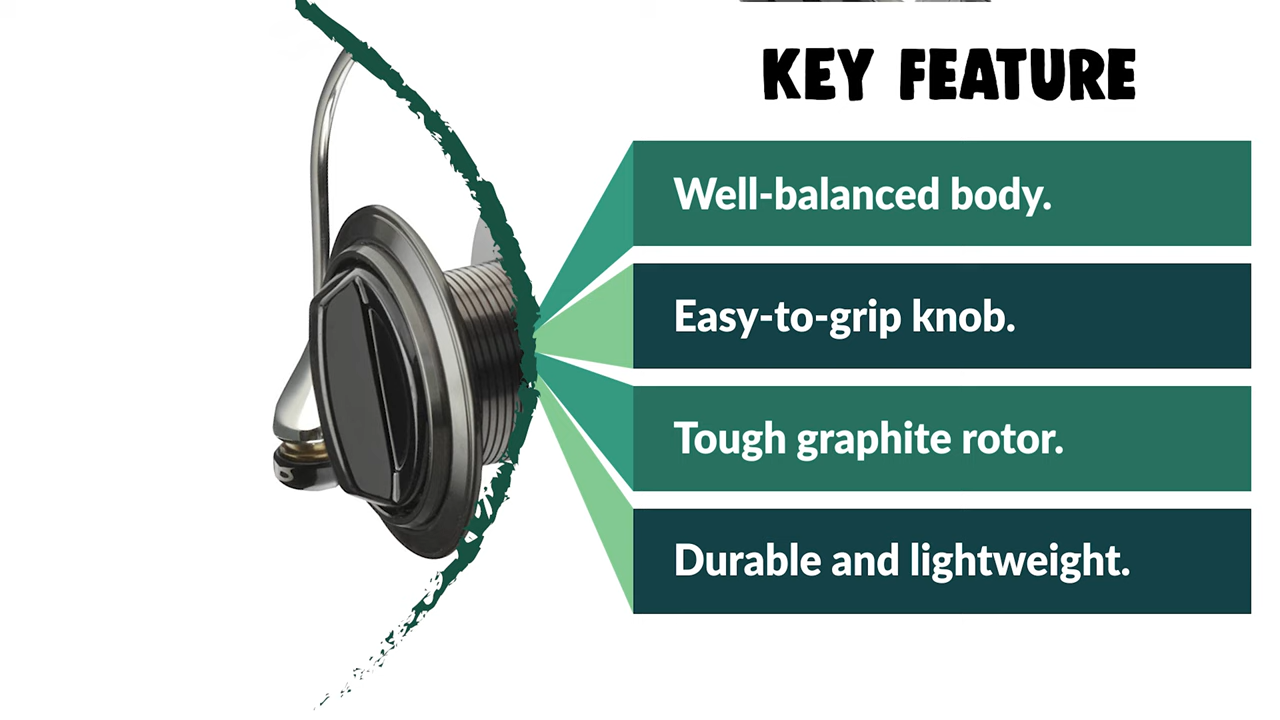 KEY FEATURE
Well-balanced body.
Easy-to-grip knob.
Tough graphite rotor.
Durable and lightweight.